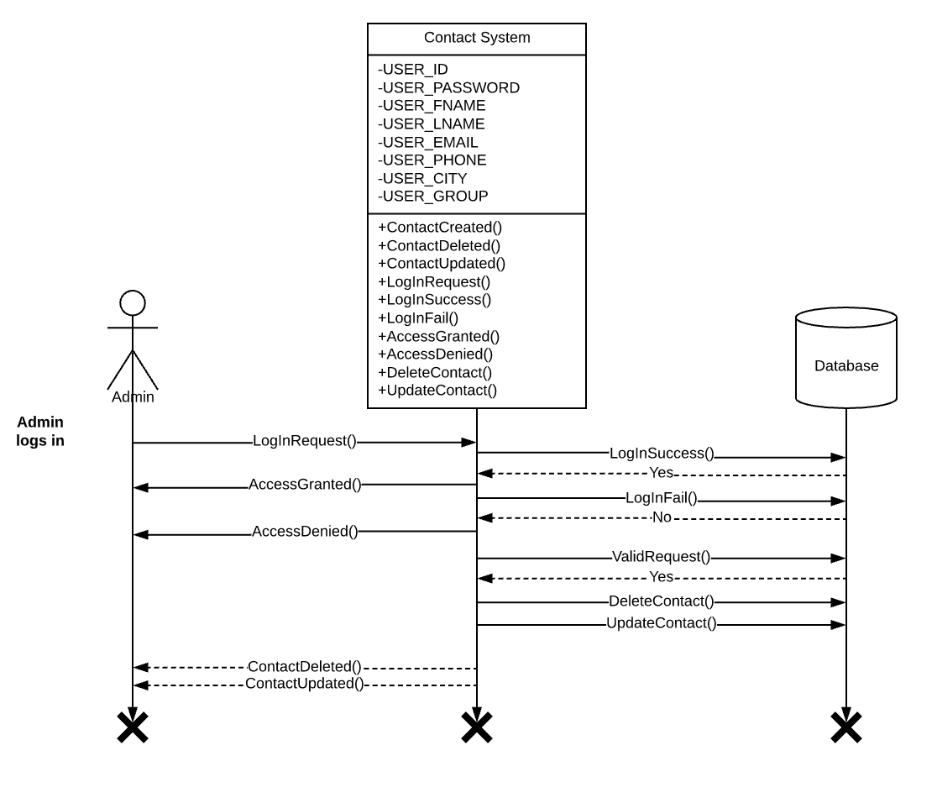 Contact System
-USER_ID
-USER_PASSWORD
-USER_FNAME
-USER_LNAME
-USER_EMAIL
-USER_PHONE
-USER_CITY
-USER_GROUP
+ContactCreated()
+ContactDeleted()
+ContactUpdated()
+LogInRequest()
+LogInSuccess()
+LogInFail()
+AccessGranted()
+AccessDenied()
+DeleteContact()
+UpdateContact()
Database
Admin
Admin
logs in
LogInRequest()
LogInSuccess()
Yes
AccessGranted()
LogInFail()
No
AccessDenied()
ValidRequest()
Yes
DeleteContact()
UpdateContact()
ContactDeleted()
ContactUpdated()